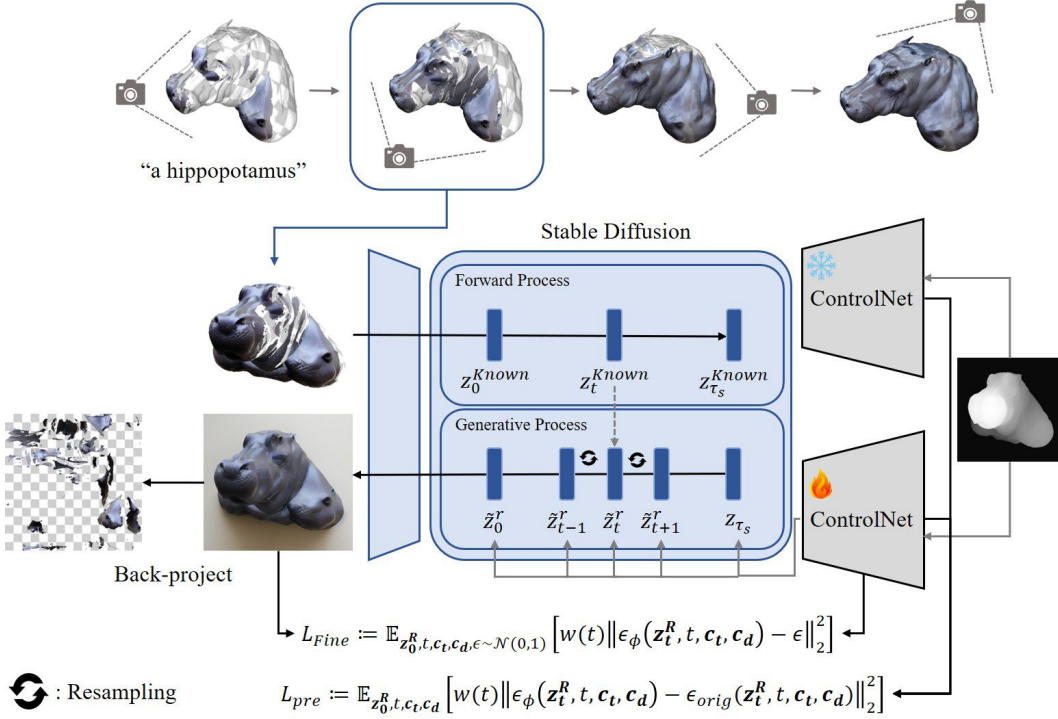 “a hippopotamus”
Stable Diffusion
Forward Process
ControlNet
z_0^{Known} z_t^{Known} z_{τ_s}^{Known}
Generative Process
ControlNet
z̃_0^r z̃_{t−1}^r z̃_t^r z̃_{t+1}^r z_{τ_s}
Back-project
L_{Fine} ≔ 𝔼_{z_0^R,t,c_t,c_d,ϵ∼𝒩(0,1)} [w(t)‖ϵ_ϕ(z_t^R, t, c_t, c_d) − ϵ‖_2^2]
: Resampling
L_{pre} ≔ 𝔼_{z_0^R,t,c_t,c_d} [w(t)‖ϵ_ϕ(z_t^R, t, c_t, c_d) − ϵ_{orig}(z_t^R, t, c_t, c_d)‖_2^2]